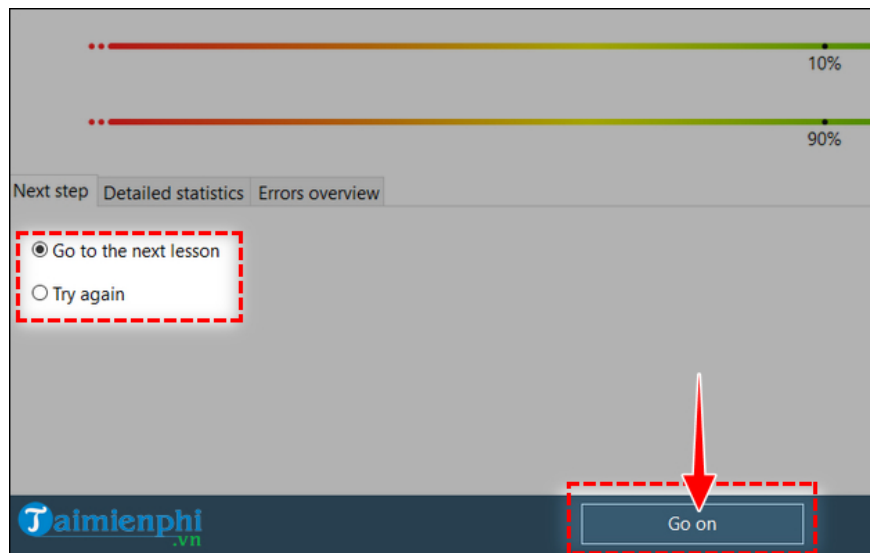 10%
90%
Next step Detailed statistics Errors overview
Go to the next lesson
Try again
Taimienphi
.vn
Go on